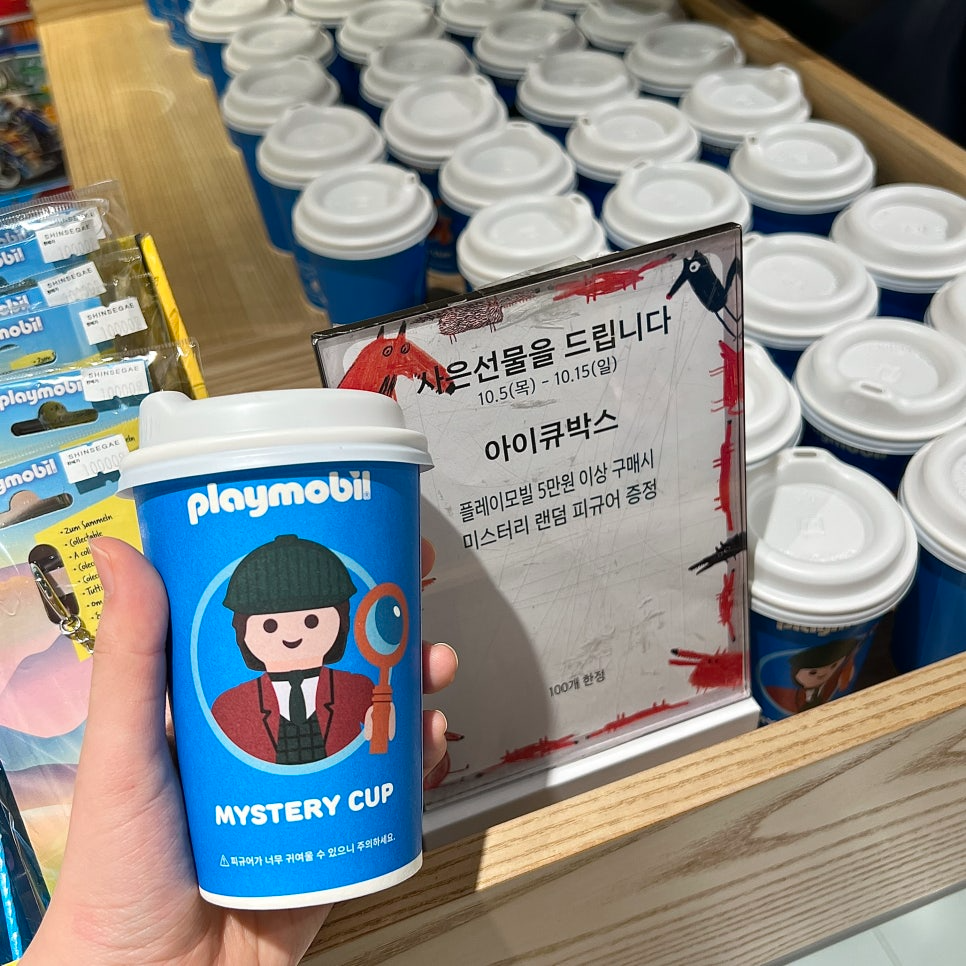 playmobil
MYSTERY CUP
⚠피규어가 너무 귀여울 수 있으니 주의하세요.
사은선물을 드립니다
10.5(목) - 10.15(일)
아이큐박스
플레이모빌 5만원 이상 구매시
미스터리 랜덤 피규어 증정
100개 한정
SHINSEGAE
SHINSEGAE
SHINSEGAE
playmobil
SHINSEGAE
10000
playmobil
SHINSEGAE
10000
- Zum Sammeln
- Collectable
playmobil